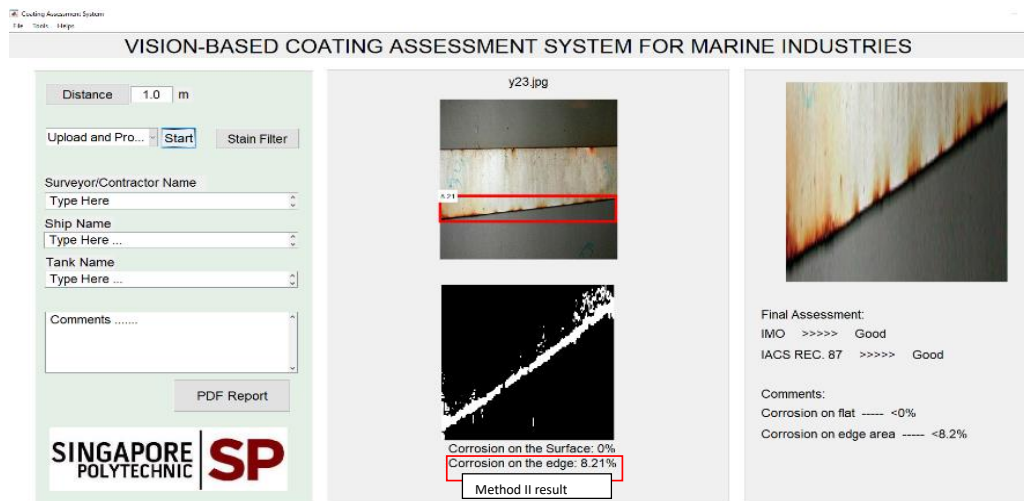 Coating Assessment System
File Tools Helps
VISION-BASED COATING ASSESSMENT SYSTEM FOR MARINE INDUSTRIES
Distance 1.0 m
Upload and Pro... Start Stain Filter
Surveyor/Contractor Name
Type Here
Ship Name
Type Here ...
Tank Name
Type Here ...
Comments .......
PDF Report
SINGAPORE
POLYTECHNIC
SP
y23.jpg
8.21
Corrosion on the Surface: 0%
Corrosion on the edge: 8.21%
Method II result
Final Assessment:
IMO >>>>> Good
IACS REC. 87 >>>>> Good
Comments:
Corrosion on flat ----- <0%
Corrosion on edge area ----- <8.2%